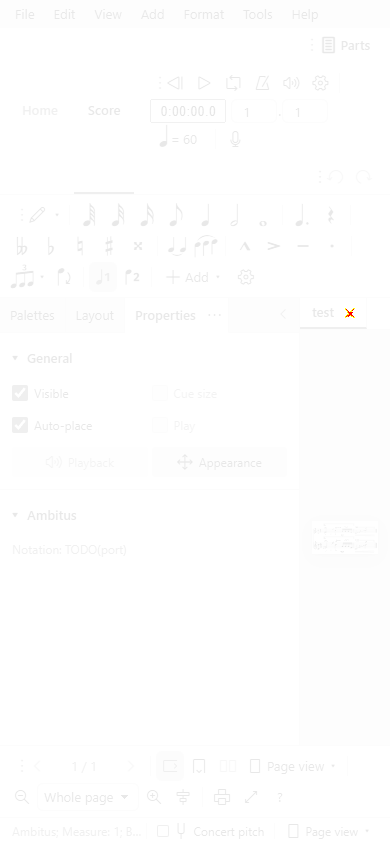 File Edit View Add Format Tools Help
Parts
Home Score 0:00:00.0 1 . 1
= 60
1 2 Add
Palettes Layout Properties ··· test
General
Visible Cue size
Auto-place Play
Playback Appearance
Ambitus
Notation: TODO(port)
1 / 1 Page view
Whole page ?
Ambitus; Measure: 1; B... Concert pitch Page view